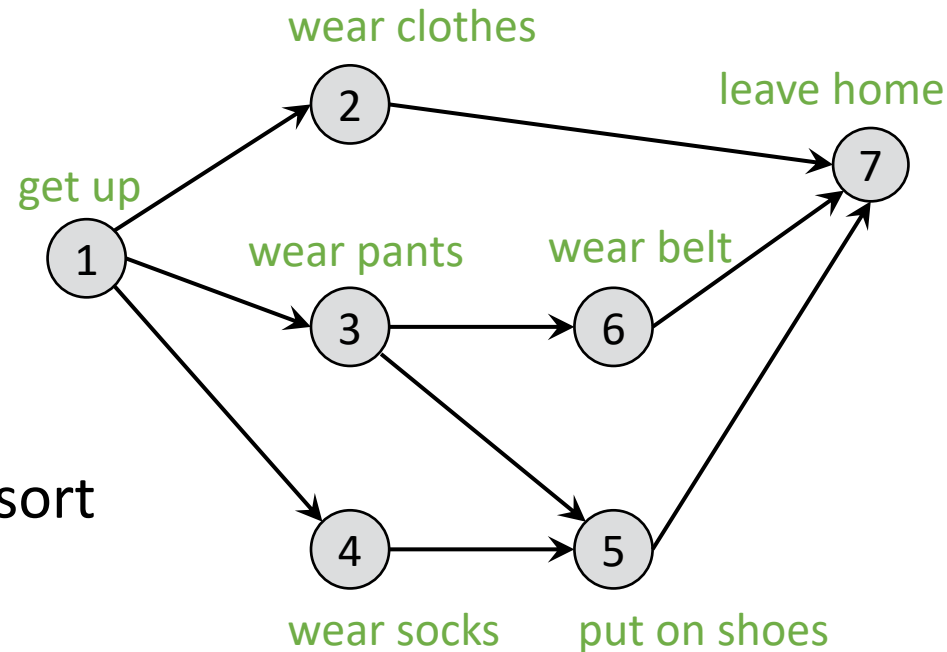 wear clothes
2
leave home
7
get up
1
wear pants
wear belt
3
6
sort
4
5
wear socks
put on shoes